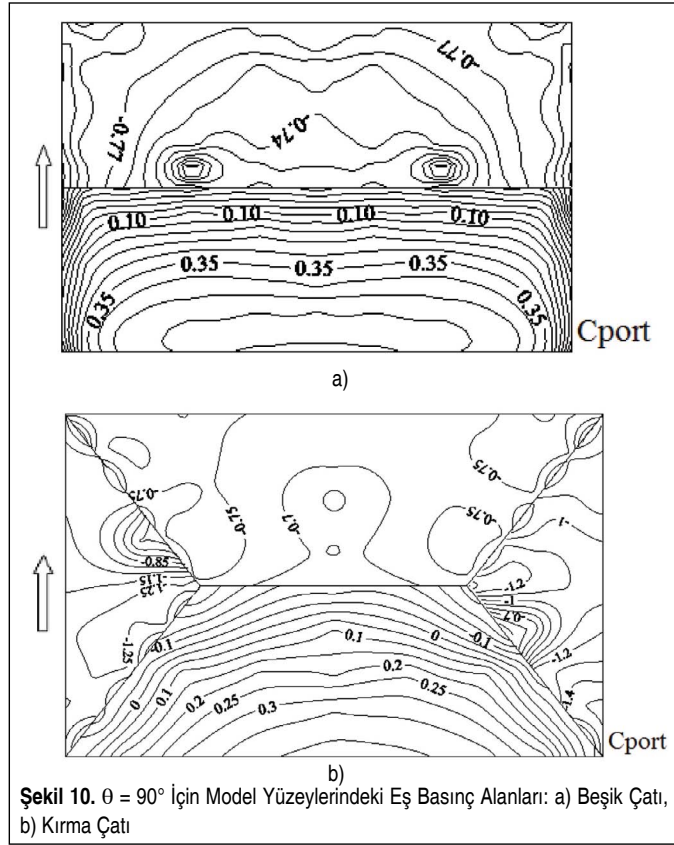 -0.77
-0.77
-0.77
-0.74
0.10 0.10 0.10 0.10
0.35 0.35 0.35
0.35 0.35
Cport
a)
-0.75
-0.75
-0.75 -0.7
-0.75
-1
-0.85
-1.15
-1.25
-1.2
-1
-0.7
-0.1 0.1 0 -0.1
-1.25
-1.2
0 0.1 0.2 0.2
0.25 0.25
0.3
-1.4
Cport
b)
Şekil 10. θ = 90° İçin Model Yüzeylerindeki Eş Basınç Alanları: a) Beşik Çatı,
b) Kırma Çatı